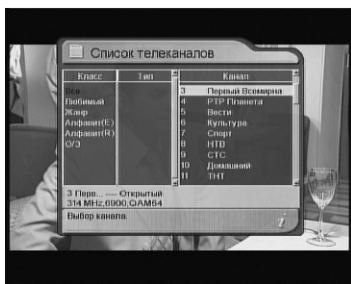 Список телеканалов
Класс Тип Канал
Все
Любимый
Жанр
Алфавит(E)
Алфавит(R)
О/Э
3 Первый Всемирна
4 РТР Планета
5 Вести
6 Культура
7 Спорт
8 НТВ
9 СТС
10 Домашний
11 ТНТ
3 Перв... ---- Открытый
314 MHz,6900,QAM64
Выбор канала.
i